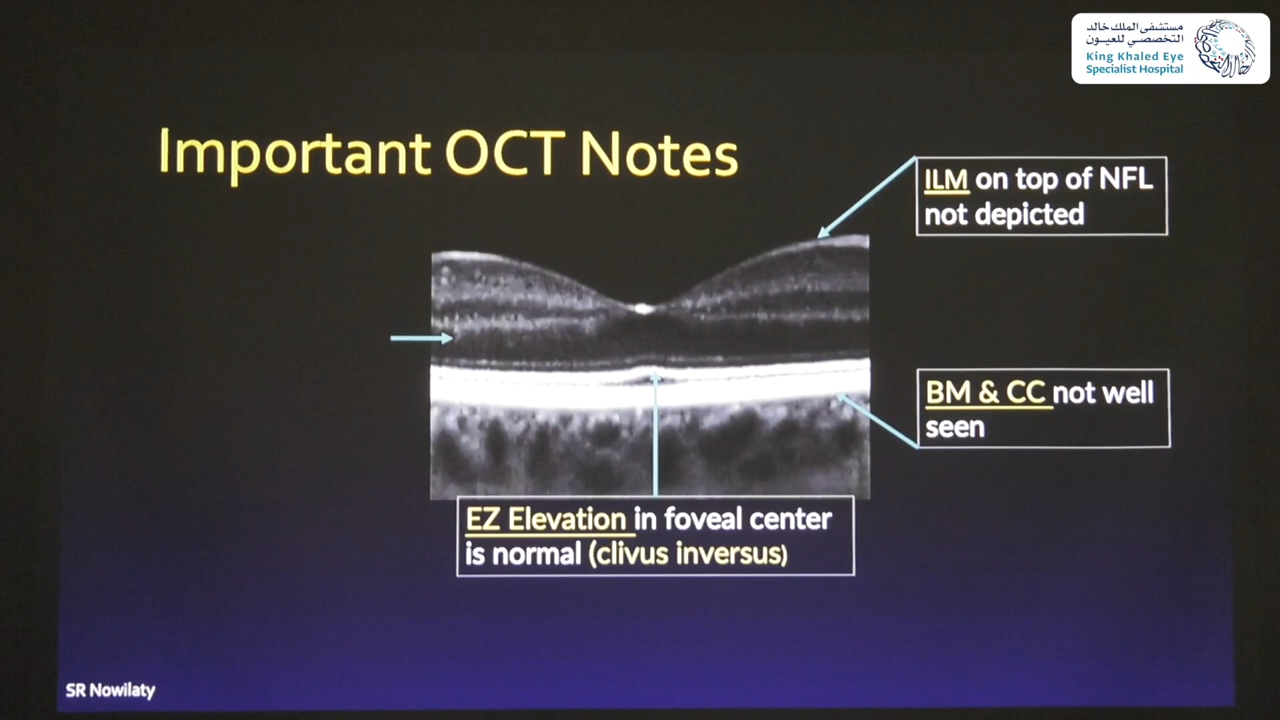 مستشفى الملك خالد
التخصصي للعيون
King Khaled Eye
Specialist Hospital
Important OCT Notes
ILM on top of NFL
not depicted
BM & CC not well
seen
EZ Elevation in foveal center
is normal (clivus inversus)
SR Nowilaty